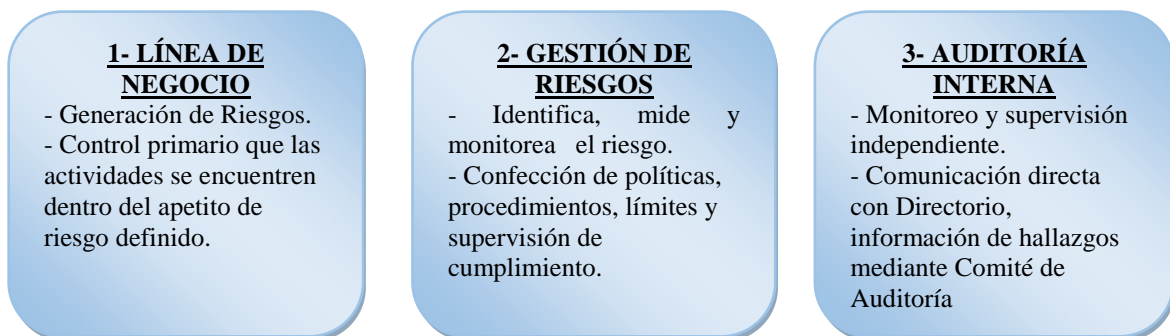 1- LÍNEA DE
NEGOCIO
- Generación de Riesgos.
- Control primario que las
actividades se encuentren
dentro del apetito de
riesgo definido.
2- GESTIÓN DE
RIESGOS
- Identifica, mide y
monitorea el riesgo.
- Confección de políticas,
procedimientos, límites y
supervisión de
cumplimiento.
3- AUDITORÍA
INTERNA
- Monitoreo y supervisión
independiente.
- Comunicación directa
con Directorio,
información de hallazgos
mediante Comité de
Auditoría